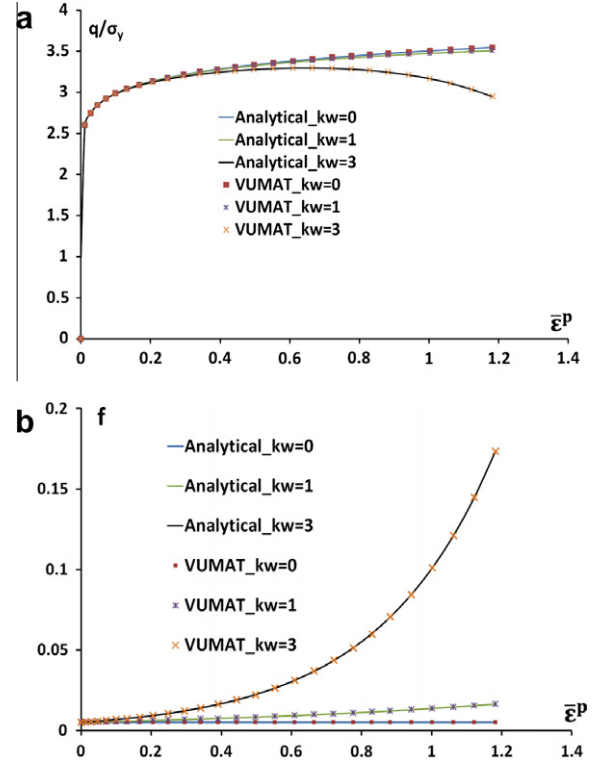 a
q/σy
4
3.5
3
2.5
2
1.5
1
0.5
0
Analytical_kw=0
Analytical_kw=1
Analytical_kw=3
VUMAT_kw=0
VUMAT_kw=1
VUMAT_kw=3
ε̅ᵖ
0 0.2 0.4 0.6 0.8 1 1.2 1.4
b
f
0.2
0.15
0.1
0.05
0
Analytical_kw=0
Analytical_kw=1
Analytical_kw=3
VUMAT_kw=0
VUMAT_kw=1
VUMAT_kw=3
ε̅ᵖ
0 0.2 0.4 0.6 0.8 1 1.2 1.4